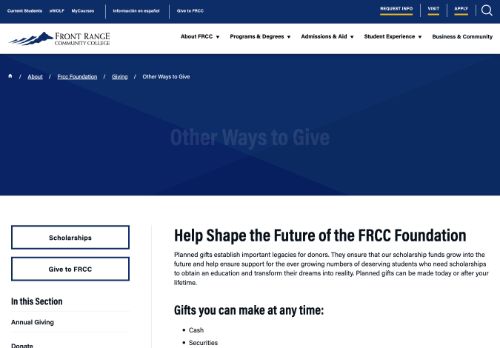 Current Students eWOLF MyCourses Información en español Give to FRCC REQUEST INFO VISIT APPLY
FRONT RANGE
COMMUNITY COLLEGE
About FRCC ▼ Programs & Degrees ▼ Admissions & Aid ▼ Student Experience ▼ Business & Community
/ About / Frcc Foundation / Giving / Other Ways to Give
Other Ways to Give
Scholarships
Give to FRCC
In this Section
Annual Giving
Donate
Help Shape the Future of the FRCC Foundation
Planned gifts establish important legacies for donors. They ensure that our scholarship funds grow into the
future and help ensure support for the ever growing numbers of deserving students who need scholarships
to obtain an education and transform their dreams into reality. Planned gifts can be made today or after your
lifetime.
Gifts you can make at any time:
• Cash
• Securities